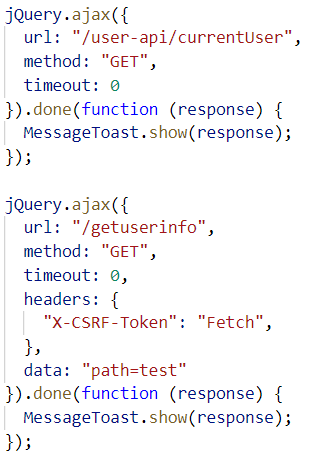 jQuery.ajax({
  url: "/user-api/currentUser",
  method: "GET",
  timeout: 0
}).done(function (response) {
  MessageToast.show(response);
});

jQuery.ajax({
  url: "/getuserinfo",
  method: "GET",
  timeout: 0,
  headers: {
    "X-CSRF-Token": "Fetch",
  },
  data: "path=test"
}).done(function (response) {
  MessageToast.show(response);
});